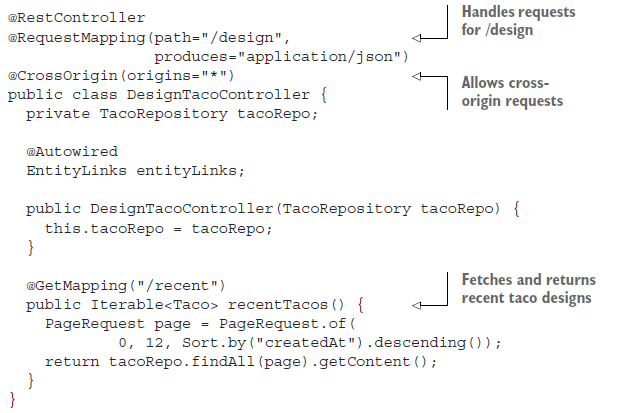 @RestController
@RequestMapping(path="/design",
                produces="application/json")
@CrossOrigin(origins="*")
public class DesignTacoController {
  private TacoRepository tacoRepo;

  @Autowired
  EntityLinks entityLinks;

  public DesignTacoController(TacoRepository tacoRepo) {
    this.tacoRepo = tacoRepo;
  }

  @GetMapping("/recent")
  public Iterable<Taco> recentTacos() {
    PageRequest page = PageRequest.of(
            0, 12, Sort.by("createdAt").descending());
    return tacoRepo.findAll(page).getContent();
  }
}
Handles requests
for /design
Allows cross-
origin requests
Fetches and returns
recent taco designs